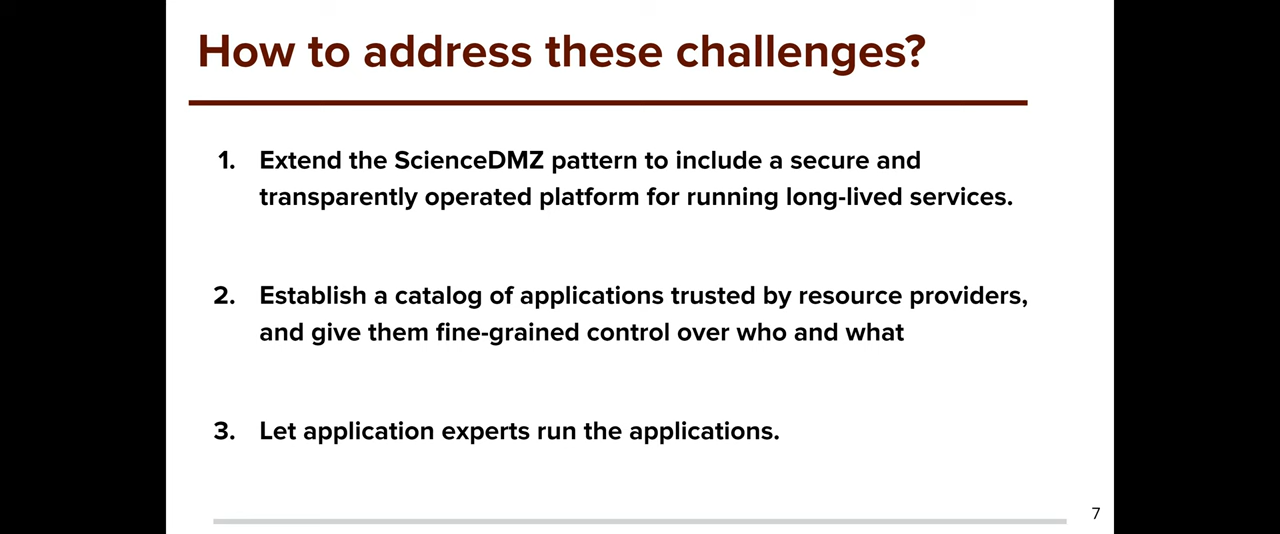 How to address these challenges?
1. Extend the ScienceDMZ pattern to include a secure and
transparently operated platform for running long-lived services.
2. Establish a catalog of applications trusted by resource providers,
and give them fine-grained control over who and what
3. Let application experts run the applications.
7